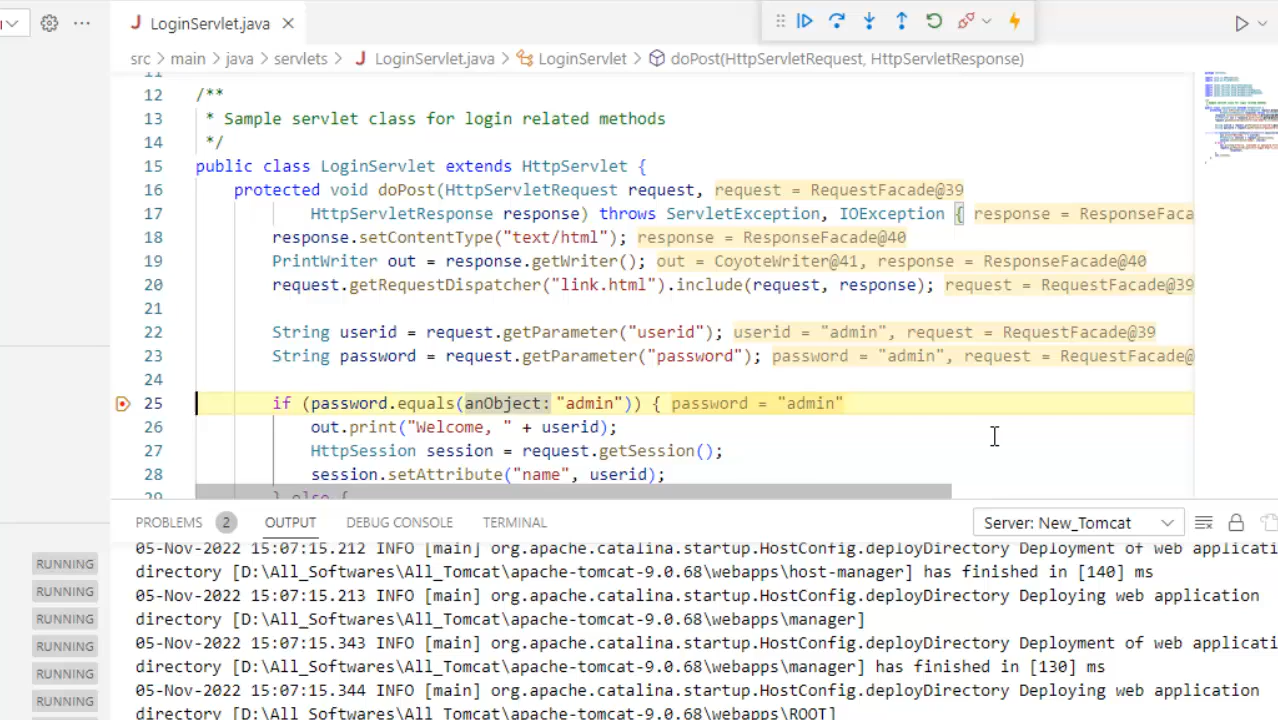 LoginServlet.java
src > main > java > servlets > LoginServlet.java > LoginServlet > doPost(HttpServletRequest, HttpServletResponse)
11
12 /**
13 * Sample servlet class for login related methods
14 */
15 public class LoginServlet extends HttpServlet {
16 protected void doPost(HttpServletRequest request, request = RequestFacade@39
17 HttpServletResponse response) throws ServletException, IOException { response = ResponseFaca
18 response.setContentType("text/html"); response = ResponseFacade@40
19 PrintWriter out = response.getWriter(); out = CoyoteWriter@41, response = ResponseFacade@40
20 request.getRequestDispatcher("link.html").include(request, response); request = RequestFacade@39
21
22 String userid = request.getParameter("userid"); userid = "admin", request = RequestFacade@39
23 String password = request.getParameter("password"); password = "admin", request = RequestFacade@
24
25 if (password.equals(anObject: "admin")) { password = "admin"
26 out.print("Welcome, " + userid);
27 HttpSession session = request.getSession();
28 session.setAttribute("name", userid);
29 } else {
PROBLEMS 2 OUTPUT DEBUG CONSOLE TERMINAL Server: New_Tomcat
05-Nov-2022 15:07:15.212 INFO [main] org.apache.catalina.startup.HostConfig.deployDirectory Deployment of web applicati
directory [D:\All_Softwares\All_Tomcat\apache-tomcat-9.0.68\webapps\host-manager] has finished in [140] ms
05-Nov-2022 15:07:15.213 INFO [main] org.apache.catalina.startup.HostConfig.deployDirectory Deploying web application
directory [D:\All_Softwares\All_Tomcat\apache-tomcat-9.0.68\webapps\manager]
05-Nov-2022 15:07:15.343 INFO [main] org.apache.catalina.startup.HostConfig.deployDirectory Deployment of web applicati
directory [D:\All_Softwares\All_Tomcat\apache-tomcat-9.0.68\webapps\manager] has finished in [130] ms
05-Nov-2022 15:07:15.344 INFO [main] org.apache.catalina.startup.HostConfig.deployDirectory Deploying web application
directory [D:\All_Softwares\All_Tomcat\apache-tomcat-9.0.68\webapps\ROOT]
RUNNING
RUNNING
RUNNING
RUNNING
RUNNING
RUNNING